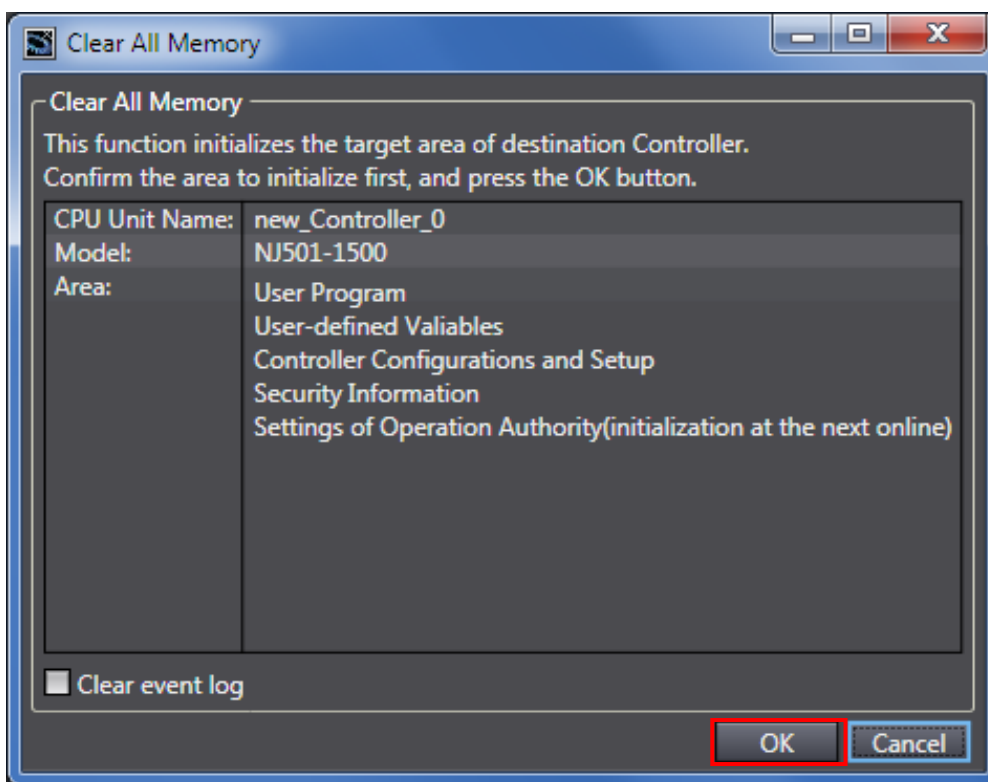 Clear All Memory
Clear All Memory
This function initializes the target area of destination Controller.
Confirm the area to initialize first, and press the OK button.
CPU Unit Name: new_Controller_0
Model: NJ501-1500
Area: User Program
User-defined Valiables
Controller Configurations and Setup
Security Information
Settings of Operation Authority(initialization at the next online)
Clear event log
OK Cancel